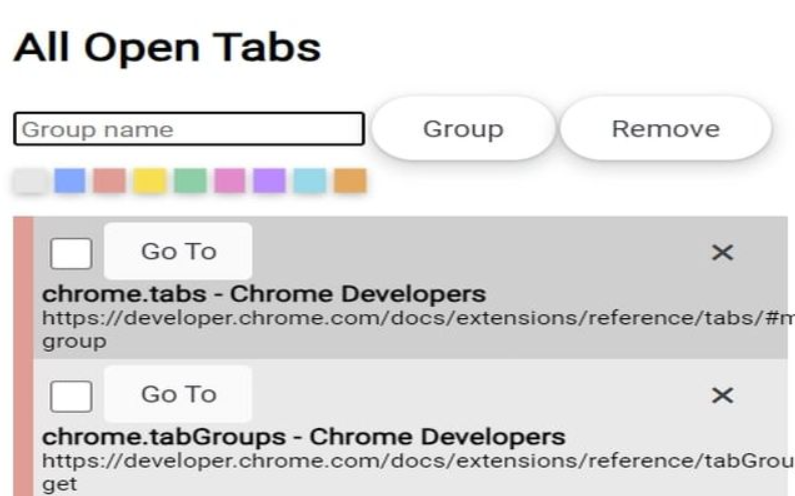 All Open Tabs
Group name
Group
Remove
Go To
×
chrome.tabs - Chrome Developers
https://developer.chrome.com/docs/extensions/reference/tabs/#m
group
Go To
×
chrome.tabGroups - Chrome Developers
https://developer.chrome.com/docs/extensions/reference/tabGrou
get